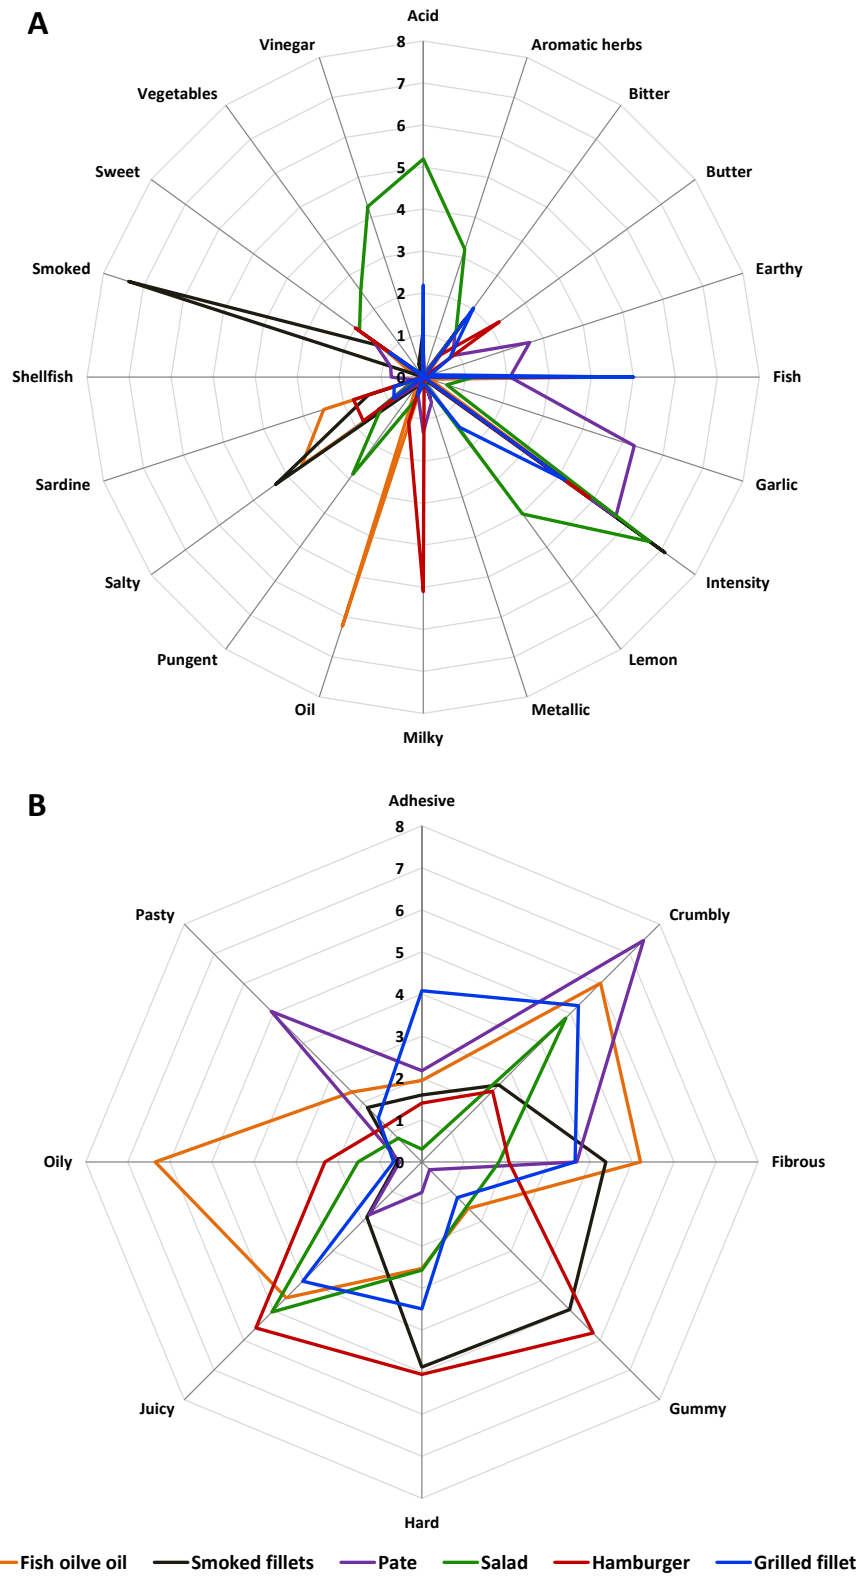 A
Acid
Vinegar
Aromatic herbs
8
7
Vegetables
Bitter
6
5
Sweet
Butter
4
3
Smoked
Earthy
2
1
Shellfish
0
Fish
Sardine
Garlic
Salty
Intensity
Pungent
Lemon
Oil
Metallic
Milky
B
Adhesive
8
7
Pasty
Crumbly
6
5
4
3
2
1
Oily
0
Fibrous
Juicy
Gummy
Hard
Fish oilve oil Smoked fillets Pate Salad Hamburger Grilled fillet